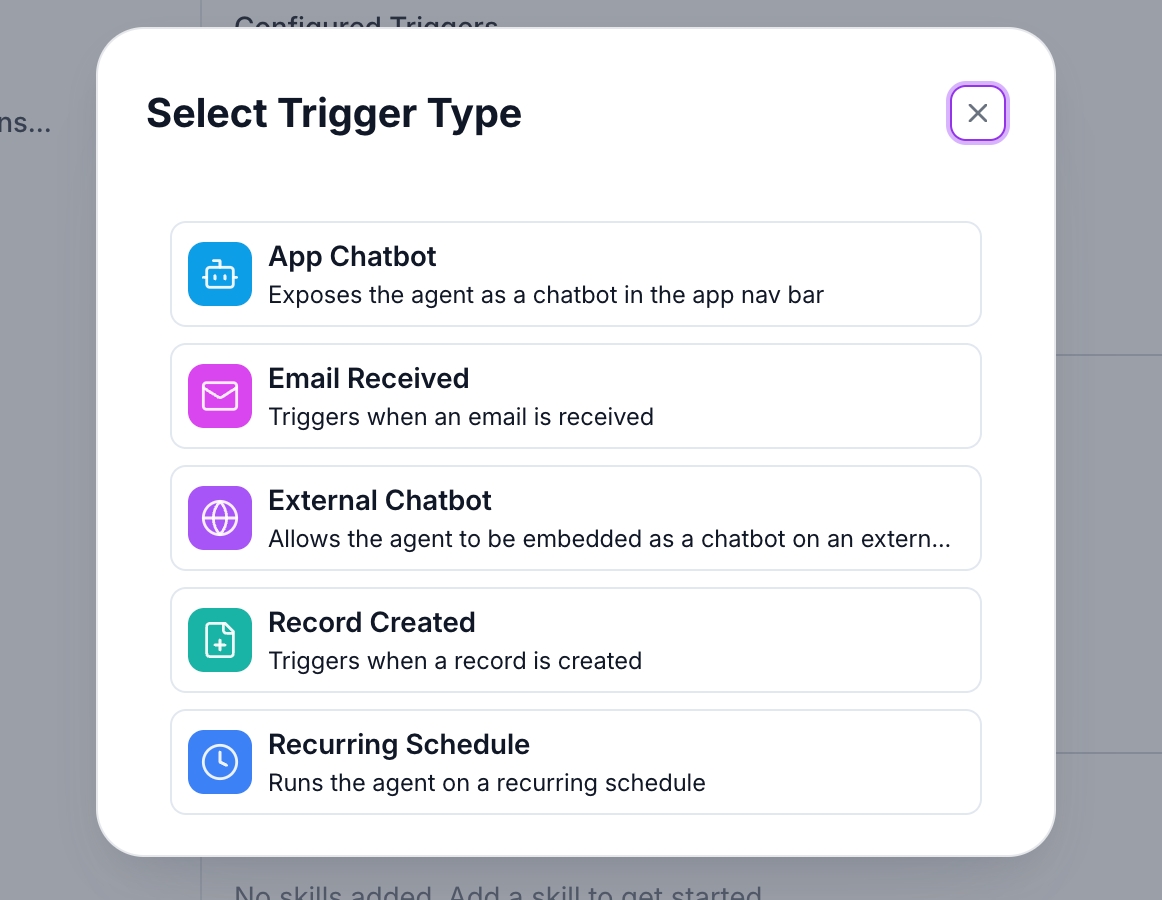 Configured Triggers
ns...
Select Trigger Type
App Chatbot
Exposes the agent as a chatbot in the app nav bar
Email Received
Triggers when an email is received
External Chatbot
Allows the agent to be embedded as a chatbot on an extern...
Record Created
Triggers when a record is created
Recurring Schedule
Runs the agent on a recurring schedule
No skills added. Add a skill to get started